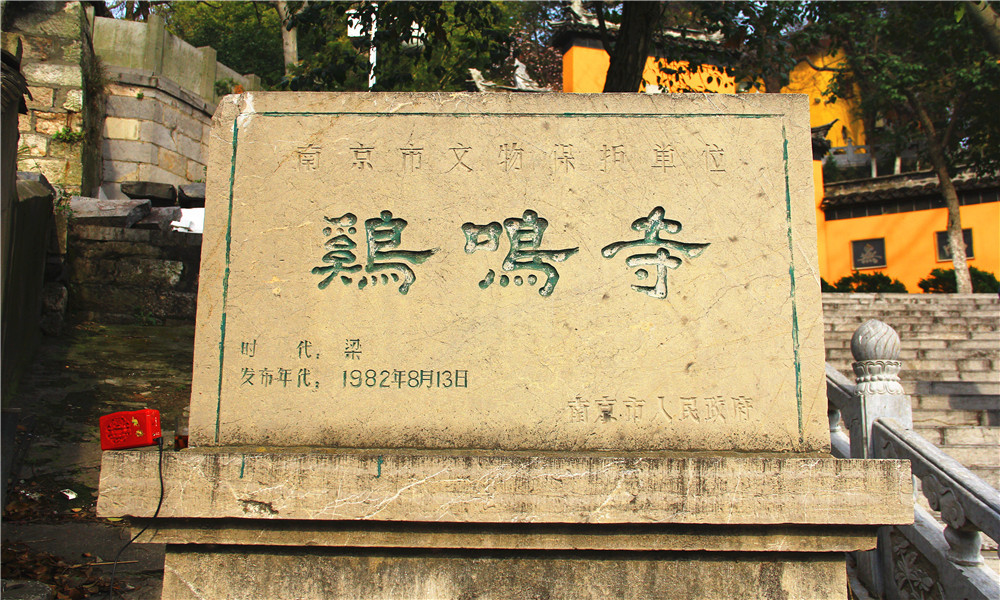 南京市文物保护单位
鷄鳴寺
时　代：梁
发布年代：1982年8月13日
南京市人民政府